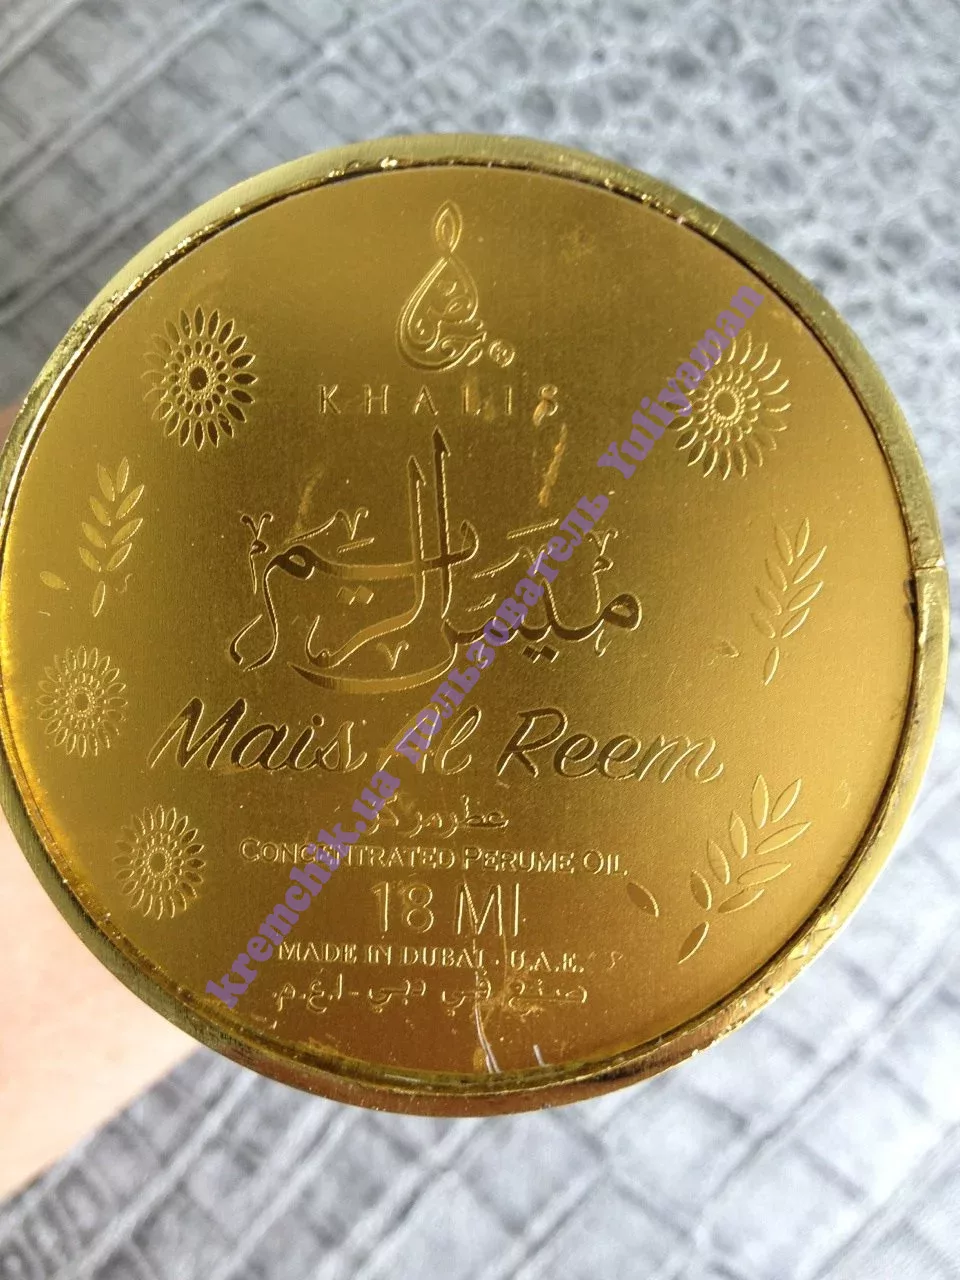 خالص
KHALIS
ميس الريم
Mais Al Reem
عطر مركز
CONCENTRATED PERUME OIL
18 Ml
MADE IN DUBAI - U.A.E.
صنع في دبي - ا.ع.م.
kremchik.ua пользователь Yuliyaman